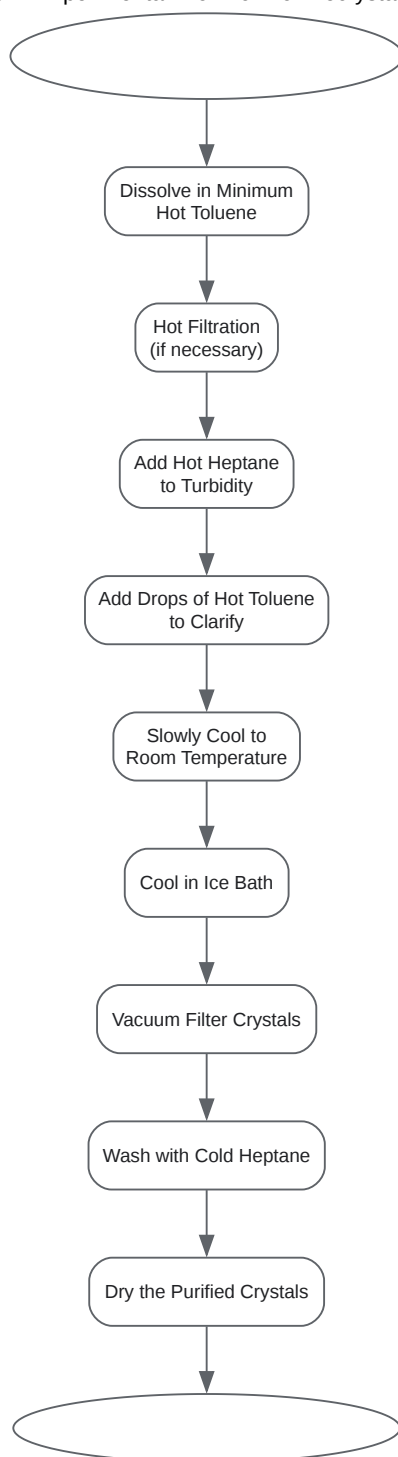 Dissolve in Minimum
Hot Toluene
Hot Filtration
(if necessary)
Add Hot Heptane
to Turbidity
Add Drops of Hot Toluene
to Clarify
Slowly Cool to
Room Temperature
Cool in Ice Bath
Vacuum Filter Crystals
Wash with Cold Heptane
Dry the Purified Crystals